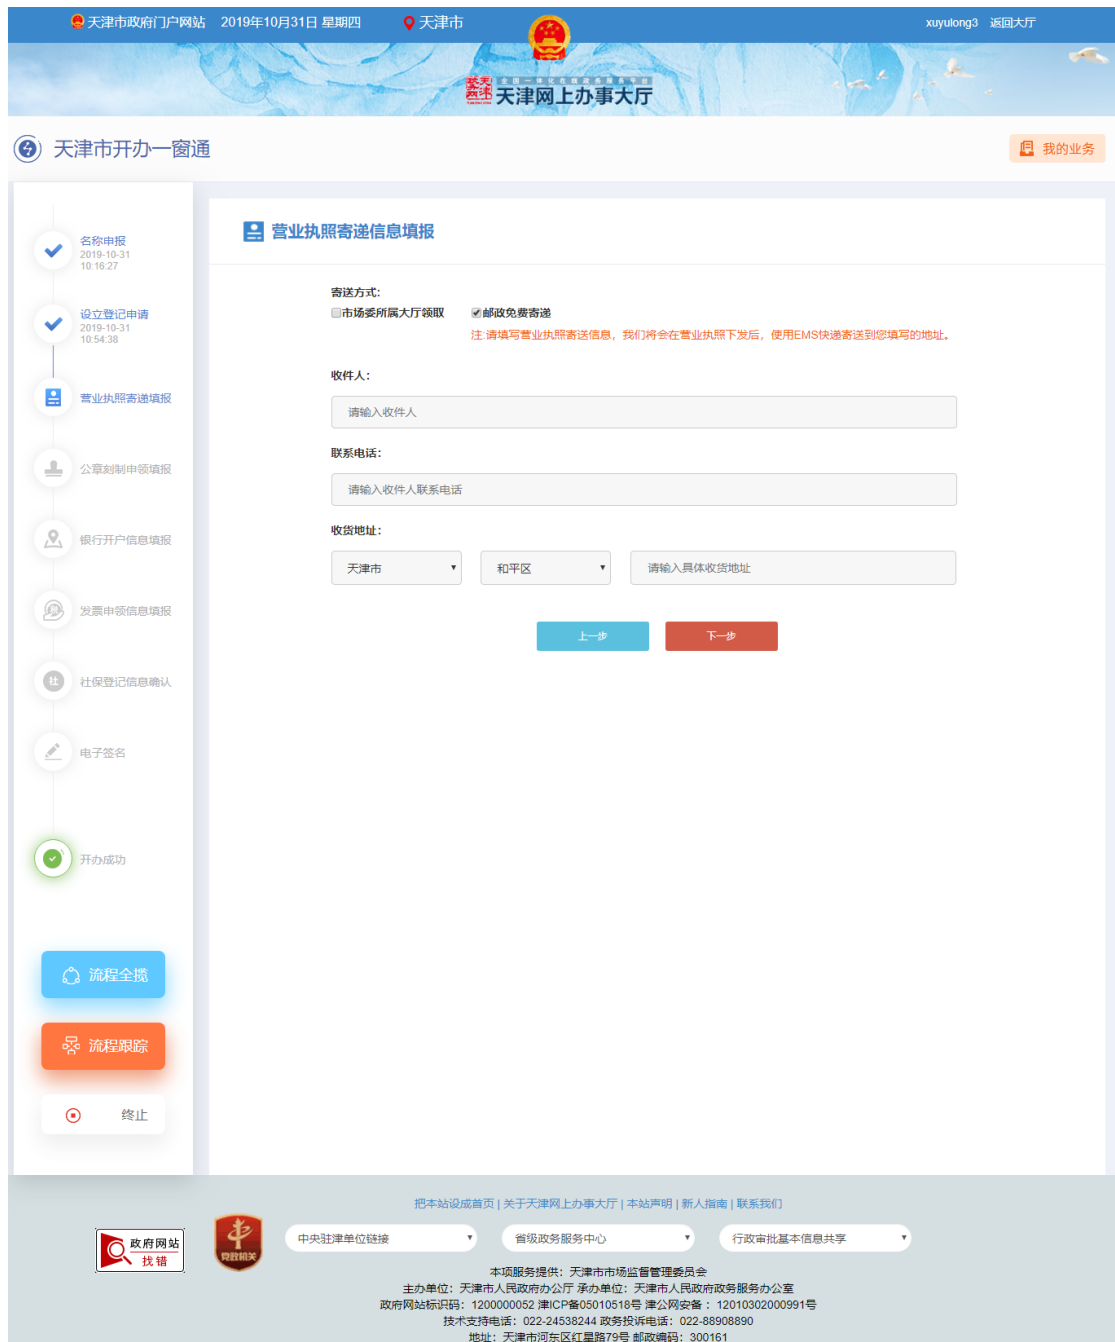 天津市政府门户网站 2019年10月31日 星期四 天津市 xuyulong3 返回大厅
全国一体化在线政务服务平台
天津网上办事大厅
天津市开办一窗通 我的业务
名称申报
2019-10-31
10:16:27
设立登记申请
2019-10-31
10:54:38
营业执照寄递填报
公章刻制申领填报
银行开户信息填报
发票申领信息填报
社
社保登记信息确认
电子签名
开办成功
流程全揽
流程跟踪
终止
营业执照寄递信息填报
寄送方式:
市场委所属大厅领取 邮政免费寄递
注:请填写营业执照寄送信息，我们将会在营业执照下发后，使用EMS快递寄送到您填写的地址。
收件人:
请输入收件人
联系电话:
请输入收件人联系电话
收货地址:
天津市 和平区 请输入具体收货地址
上一步 下一步
把本站设成首页 | 关于天津网上办事大厅 | 本站声明 | 新人指南 | 联系我们
政府网站
找错
党政机关
中央驻津单位链接 省级政务服务中心 行政审批基本信息共享
本项服务提供：天津市市场监督管理委员会
主办单位：天津市人民政府办公厅 承办单位：天津市人民政府政务服务办公室
政府网站标识码：1200000052 津ICP备05010518号 津公网安备：12010302000991号
技术支持电话：022-24538244 政务投诉电话：022-88908890
地址：天津市河东区红星路79号 邮政编码：300161